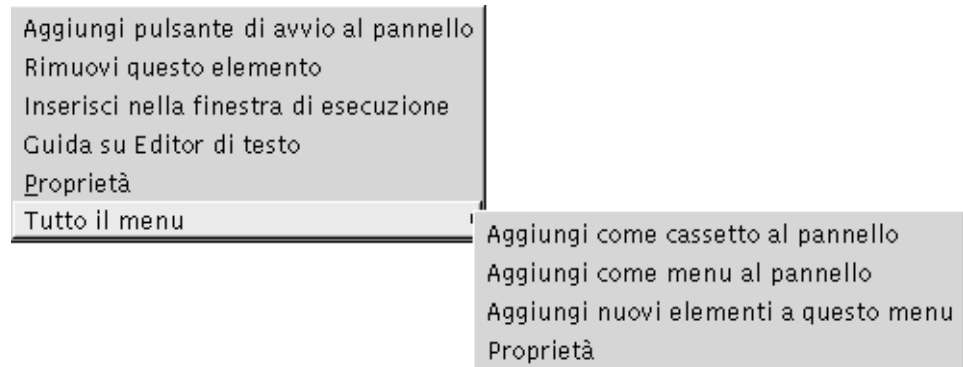 Aggiungi pulsante di avvio al pannello
Rimuovi questo elemento
Inserisci nella finestra di esecuzione
Guida su Editor di testo
Proprietà
Tutto il menu
Aggiungi come cassetto al pannello
Aggiungi come menu al pannello
Aggiungi nuovi elementi a questo menu
Proprietà